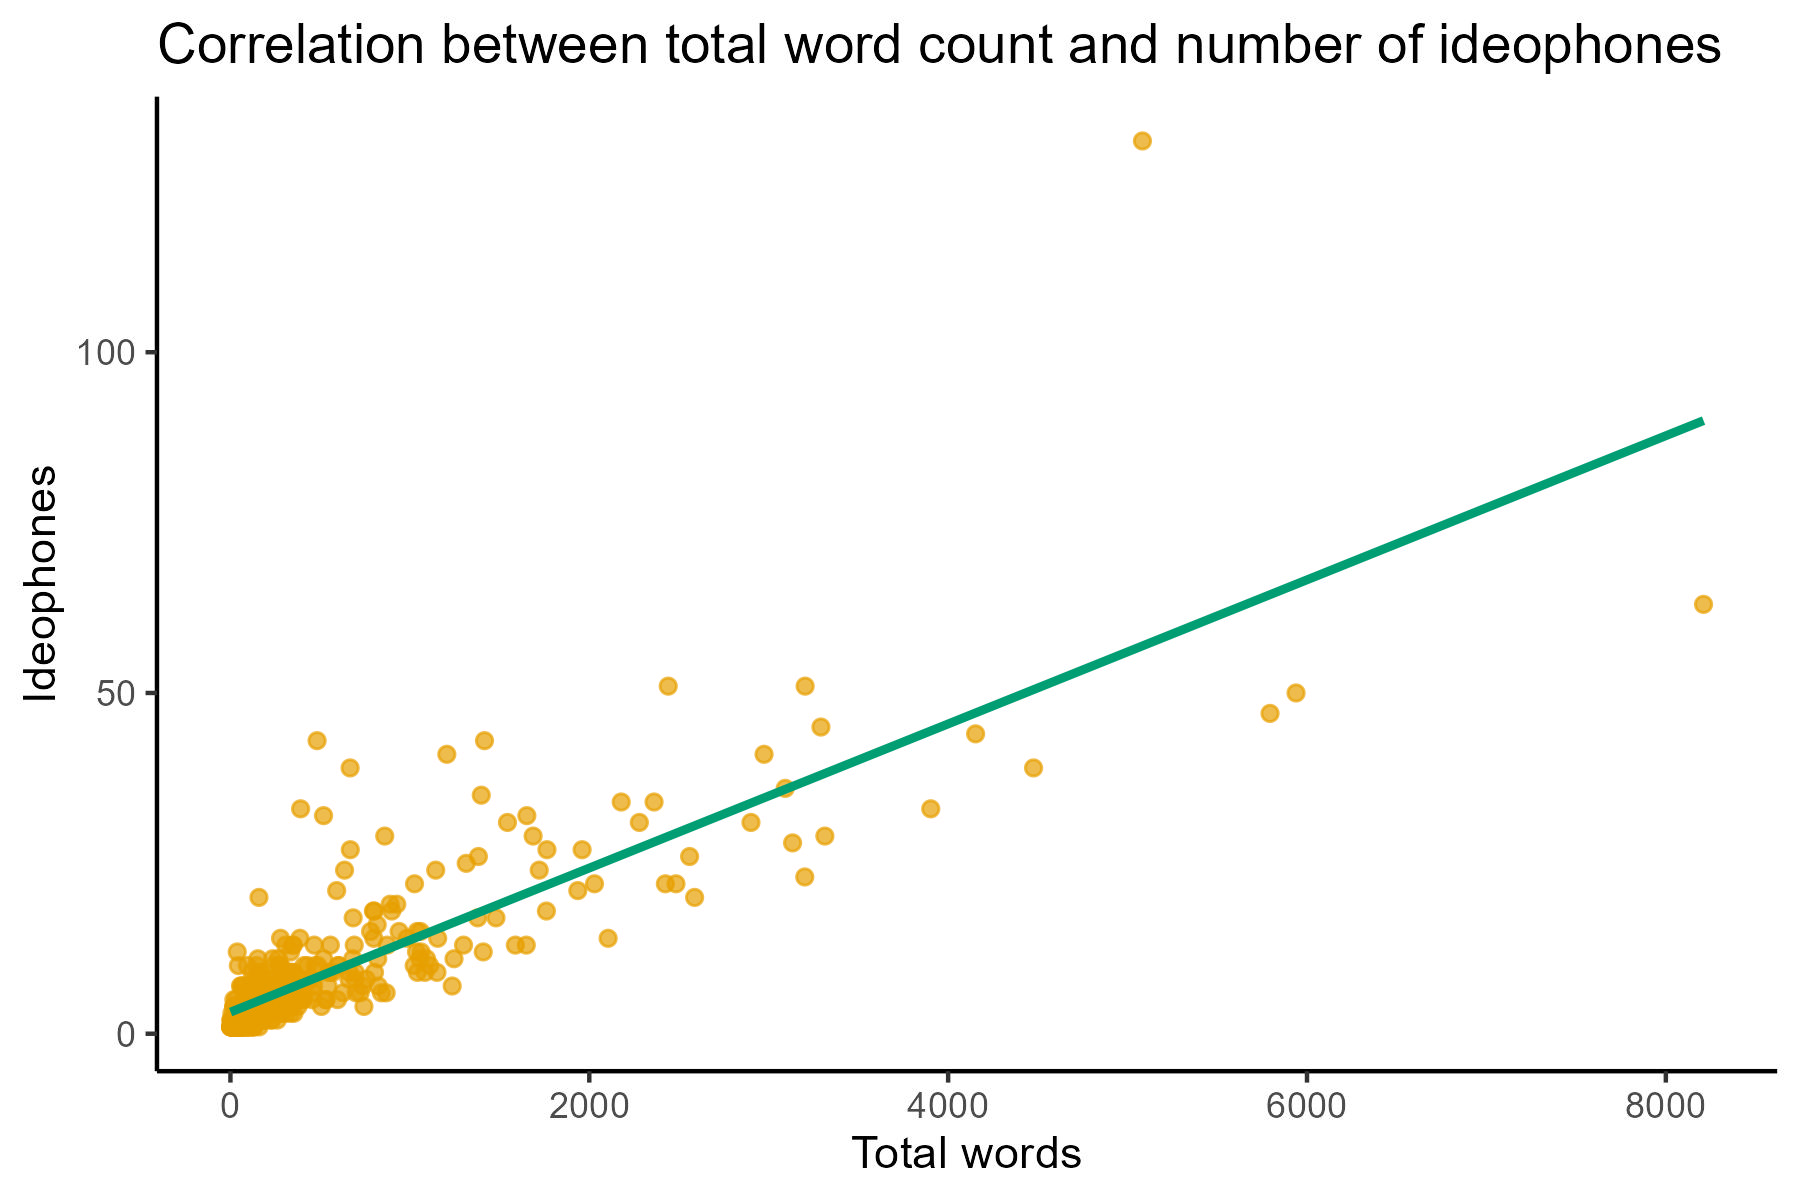 Correlation between total word count and number of ideophones
Ideophones
100
50
0
0 2000 4000 6000 8000
Total words